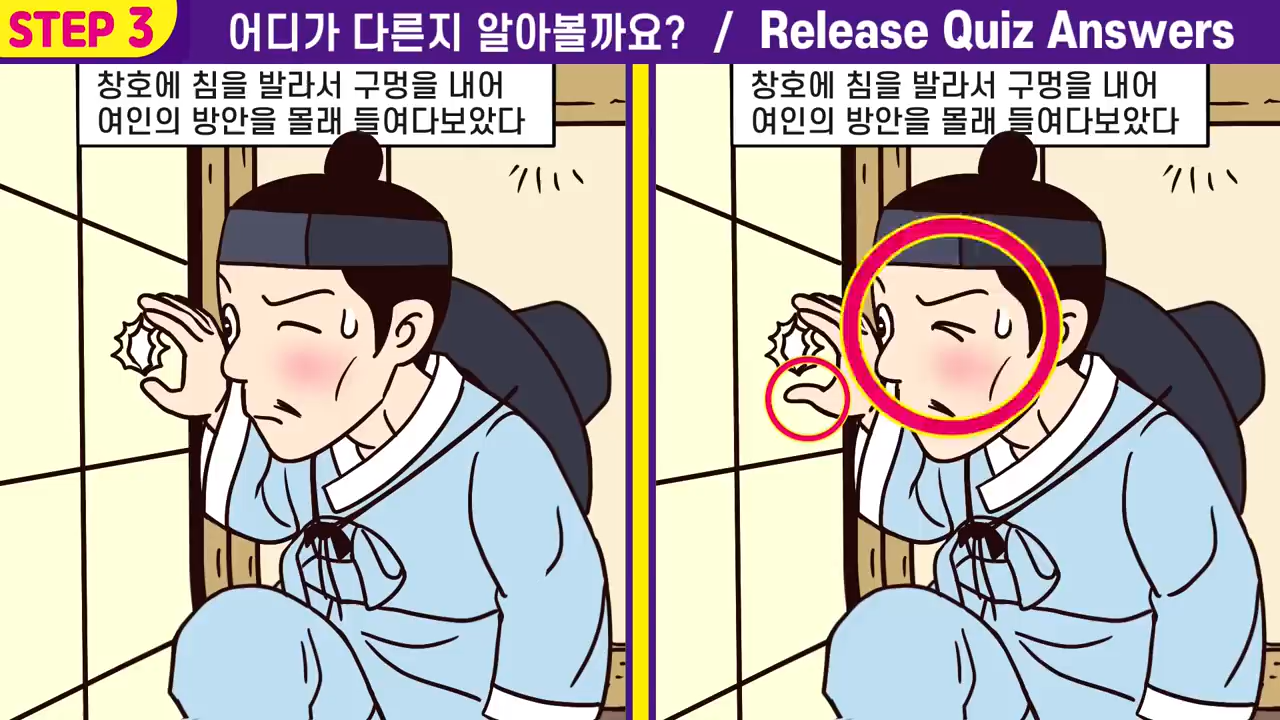 STEP 3
어디가 다른지 알아볼까요? / Release Quiz Answers
창호에 침을 발라서 구멍을 내어
여인의 방안을 몰래 들여다보았다
창호에 침을 발라서 구멍을 내어
여인의 방안을 몰래 들여다보았다